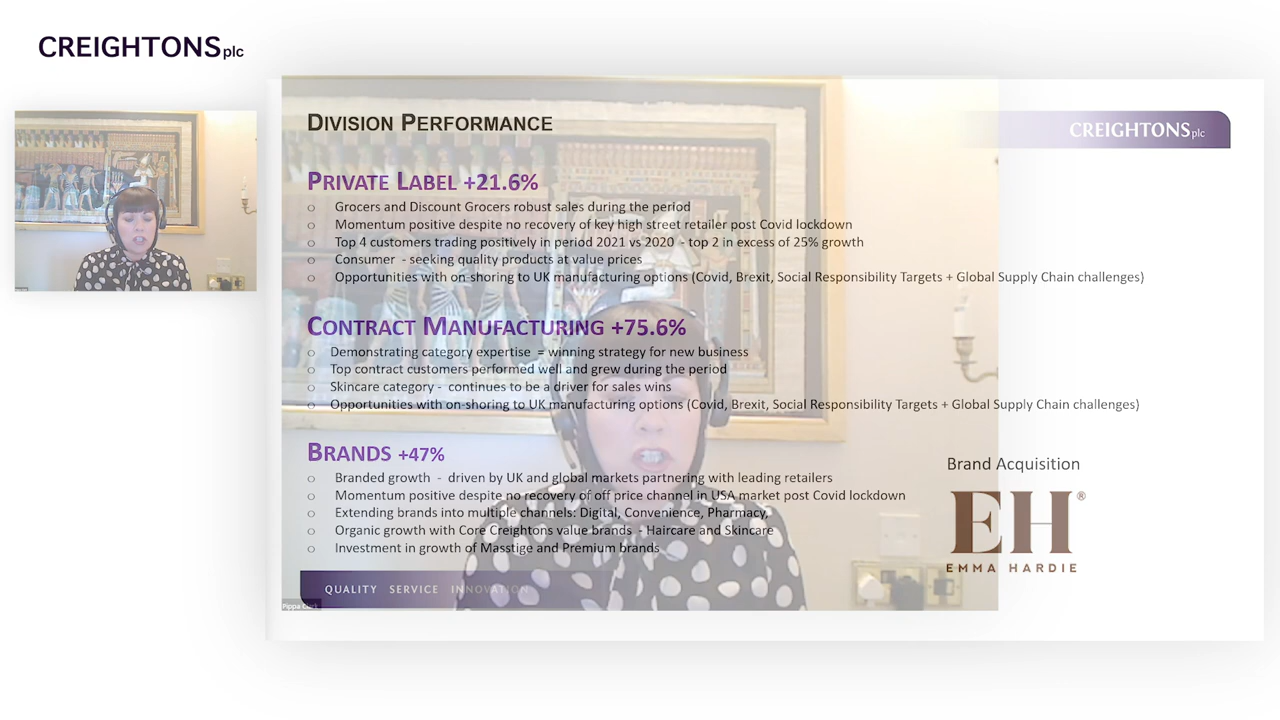 CREIGHTONS plc
DIVISION PERFORMANCE
CREIGHTONS plc
PRIVATE LABEL +21.6%
o Grocers and Discount Grocers robust sales during the period
o Momentum positive despite no recovery of key high street retailer post Covid lockdown
o Top 4 customers trading positively in period 2021 vs 2020 - top 2 in excess of 25% growth
o Consumer - seeking quality products at value prices
o Opportunities with on-shoring to UK manufacturing options (Covid, Brexit, Social Responsibility Targets + Global Supply Chain challenges)
CONTRACT MANUFACTURING +75.6%
o Demonstrating category expertise = winning strategy for new business
o Top contract customers performed well and grew during the period
o Skincare category - continues to be a driver for sales wins
o Opportunities with on-shoring to UK manufacturing options (Covid, Brexit, Social Responsibility Targets + Global Supply Chain challenges)
BRANDS +47%
o Branded growth - driven by UK and global markets partnering with leading retailers
o Momentum positive despite no recovery of off price channel in USA market post Covid lockdown
o Extending brands into multiple channels: Digital, Convenience, Pharmacy,
o Organic growth with Core Creightons value brands - Haircare and Skincare
o Investment in growth of Masstige and Premium brands
Brand Acquisition
EH®
EMMA HARDIE
QUALITY SERVICE INNOVATION
Pippa